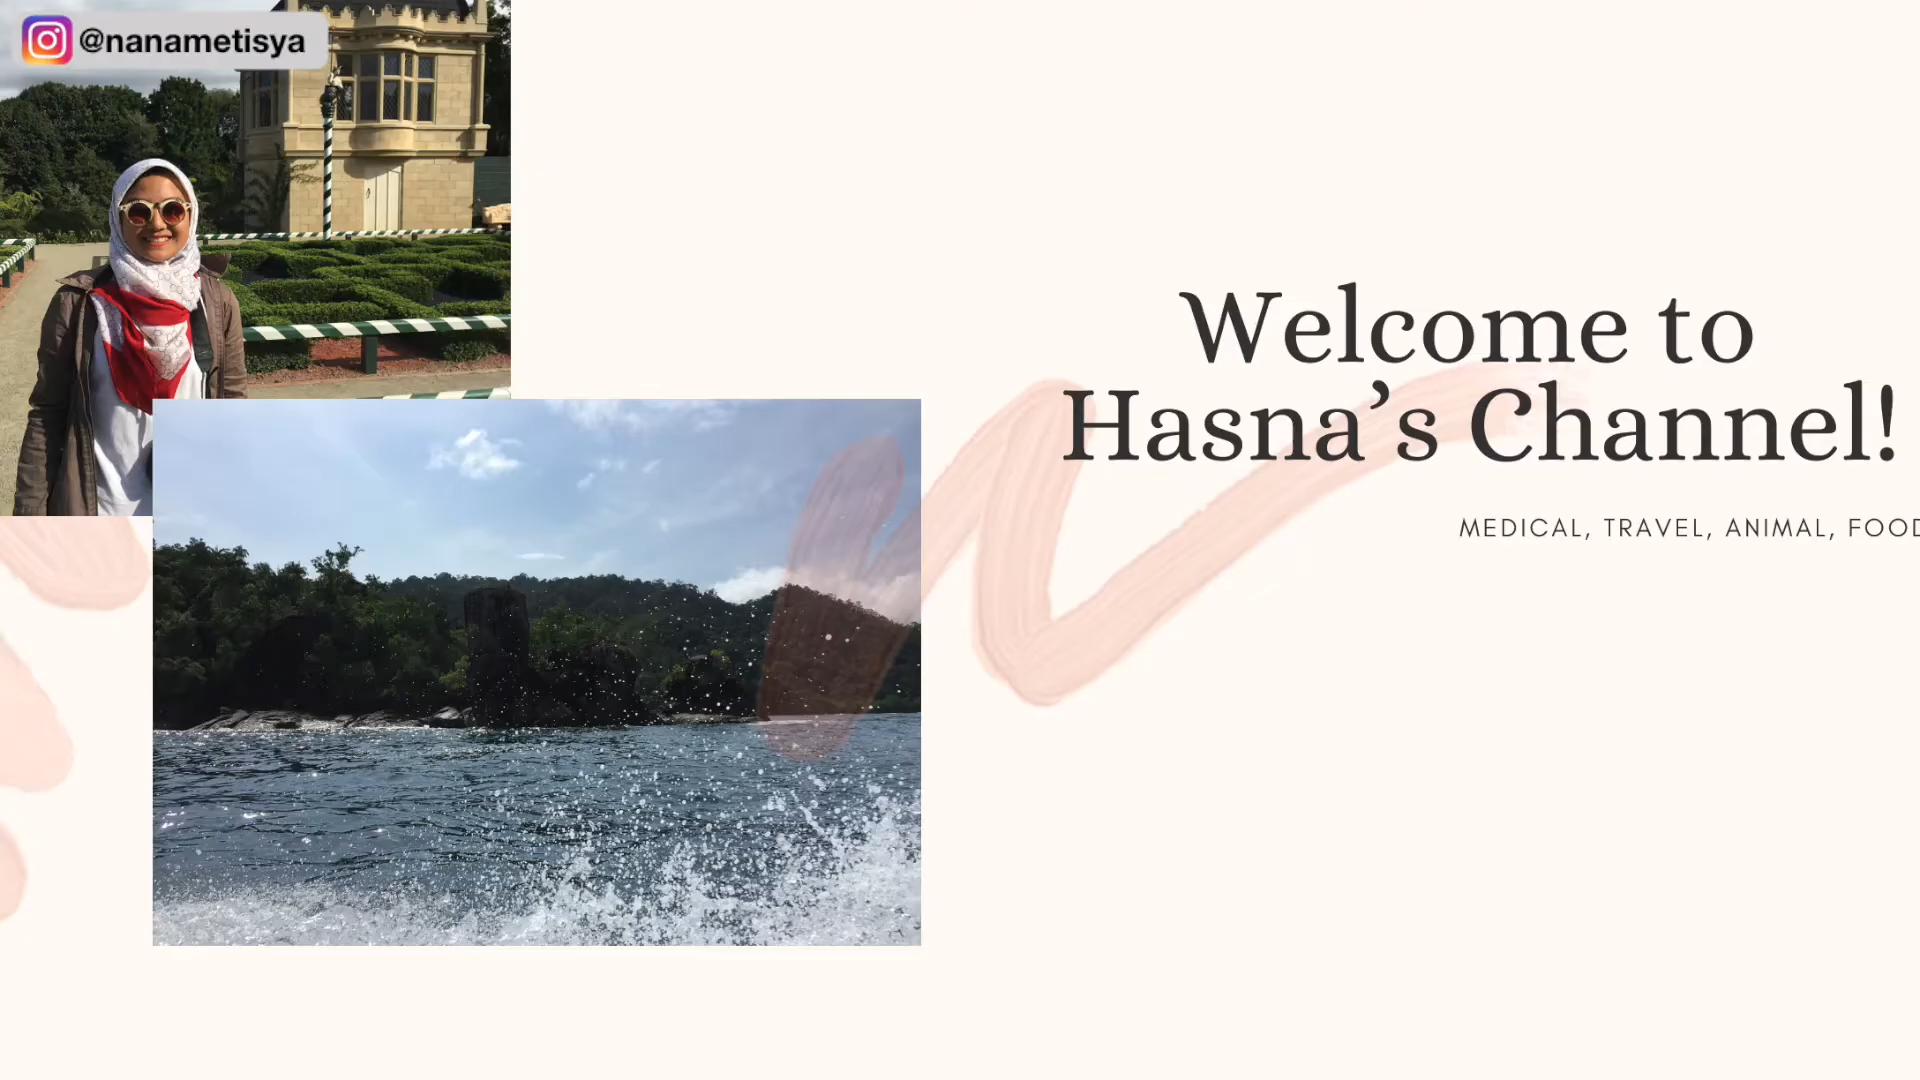 @nanametisya
Welcome to
Hasna’s Channel!
MEDICAL, TRAVEL, ANIMAL, FOOD